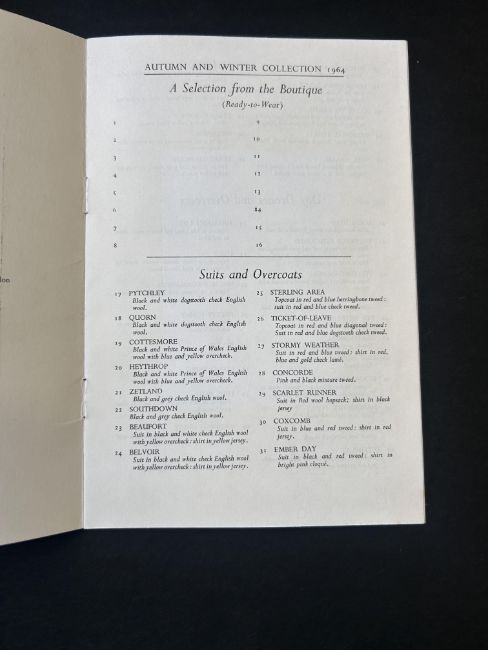 AUTUMN AND WINTER COLLECTION 1964
A Selection from the Boutique
(Ready-to-Wear)
1
2
3
4
5
6
7
8
9
10
11
12
13
14
15
16
Suits and Overcoats
17 PYTCHLEY
Black and white dogtooth check English
wool.
18 QUORN
Black and white dogtooth check English
wool.
19 COTTESMORE
Black and white Prince of Wales English
wool with blue and yellow overcheck.
20 HEYTHROP
Black and white Prince of Wales English
wool with blue and yellow overcheck.
21 ZETLAND
Black and grey check English wool.
22 SOUTHDOWN
Black and grey check English wool.
23 BEAUFORT
Suit in black and white check English wool
with yellow overcheck: shirt in yellow jersey.
24 BELVOIR
Suit in black and white check English wool
with yellow overcheck: shirt in yellow jersey.
25 STERLING AREA
Topcoat in red and blue herringbone tweed:
suit in red and blue check tweed.
26 TICKET-OF-LEAVE
Topcoat in red and blue diagonal tweed:
Suit in red and blue dogtooth check tweed.
27 STORMY WEATHER
Suit in red and blue tweed: shirt in red,
blue and gold check lamé.
28 CONCORDE
Pink and black mixture tweed.
29 SCARLET RUNNER
Suit in Red wool hopsack: shirt in black
jersey
30 COXCOMB
Suit in blue and red tweed: shirt in red
jersey.
31 EMBER DAY
Suit in black and red tweed: shirt in
bright pink cloqué.